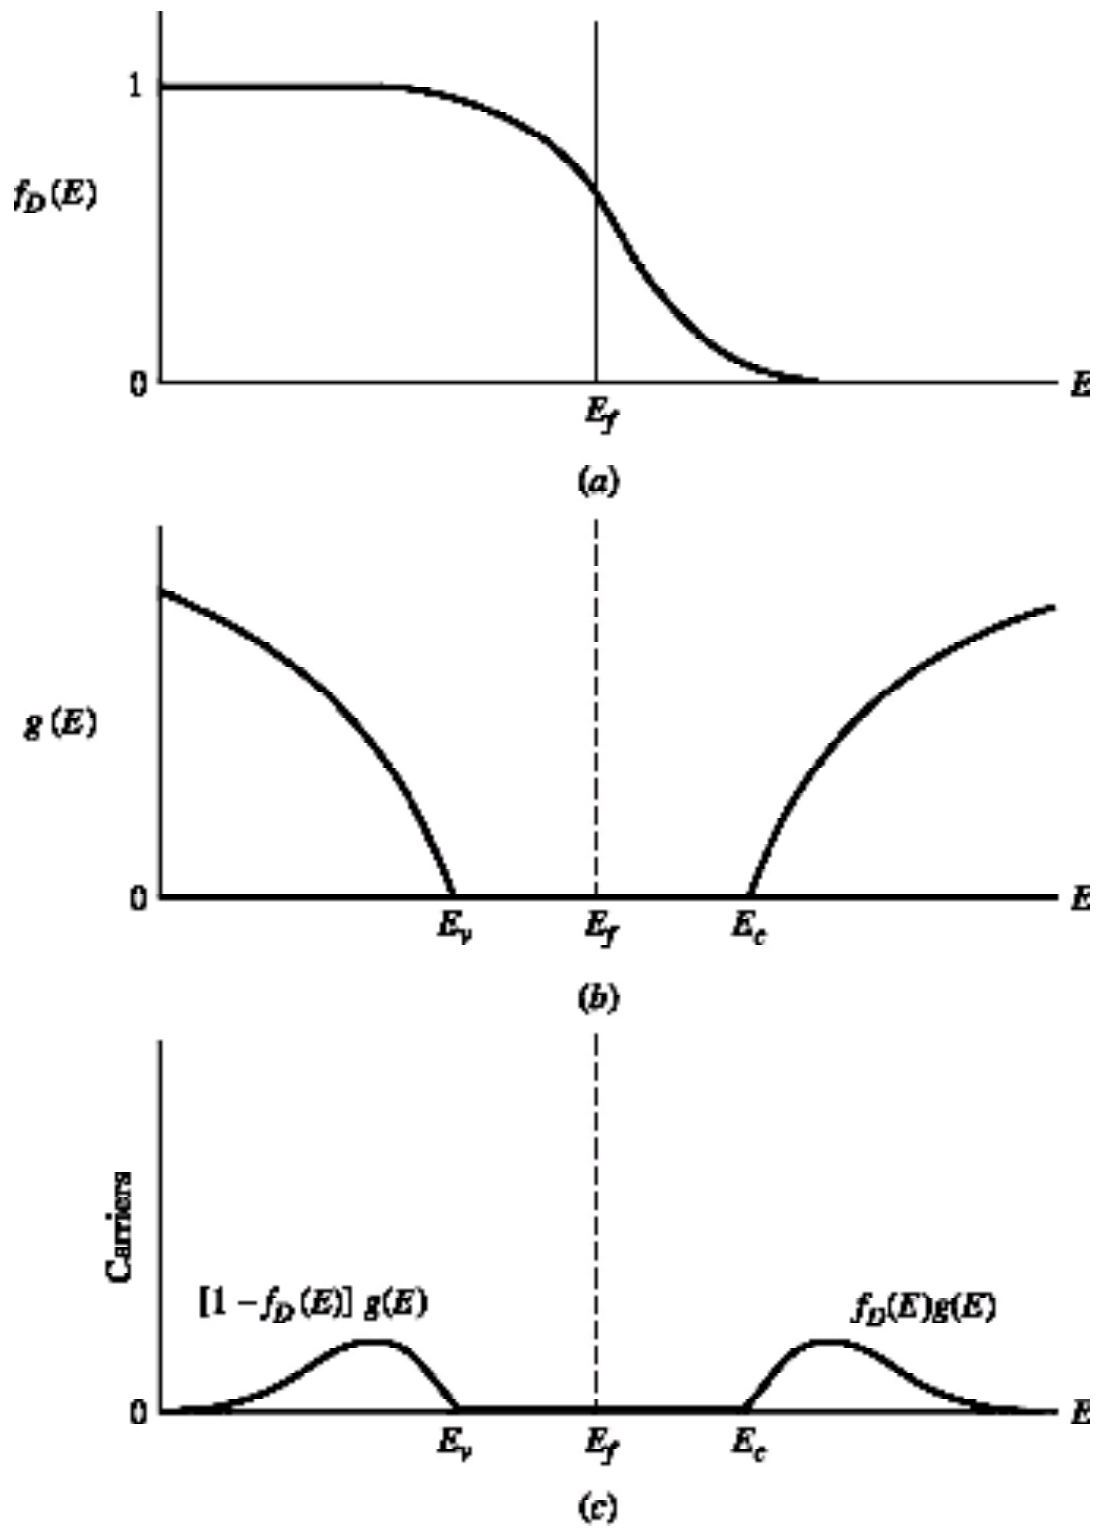 1
f_D(E)
0
E
E_f
(a)
g(E)
0
E_v
E_f
E_c
E
(b)
Carriers
[1 – f_D(E)] g(E)
f_D(E)g(E)
0
E
E_v
E_f
E_c
(c)